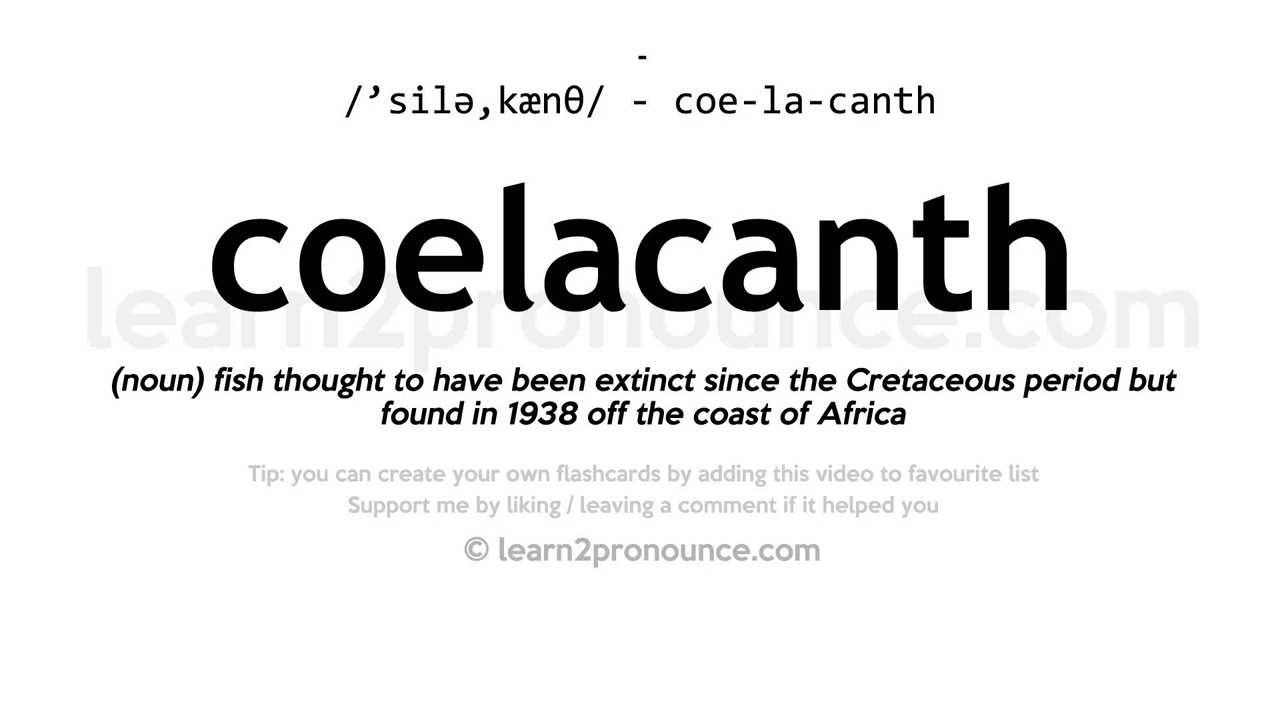 -
/’silə,kænθ/ - coe-la-canth
coelacanth
learn2pronounce.com
(noun) fish thought to have been extinct since the Cretaceous period but
found in 1938 off the coast of Africa
Tip: you can create your own flashcards by adding this video to favourite list
Support me by liking / leaving a comment if it helped you
© learn2pronounce.com